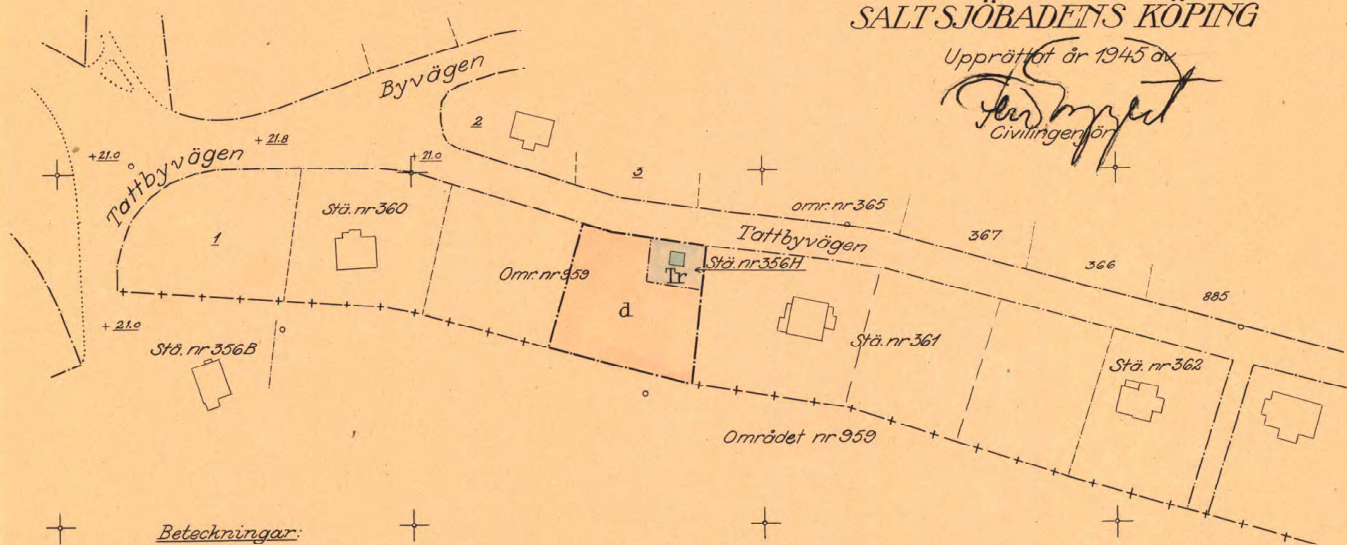 SALTSJÖBADENS KÖPING
Upprättat år 1945 av
Civilingenjör
Byvägen
2
+ 21.8
+ 21.0
Tattbyvägen
21.0
3
Stä. nr 360
omr. nr 365
1
Tattbyvägen
367
Omr. nr 959
Stä. nr 356H
Tr
366
885
d
+ 21.0
Stä. nr 356B
Stä. nr 361
Stä. nr 362
Området nr 959
Beteckningar: